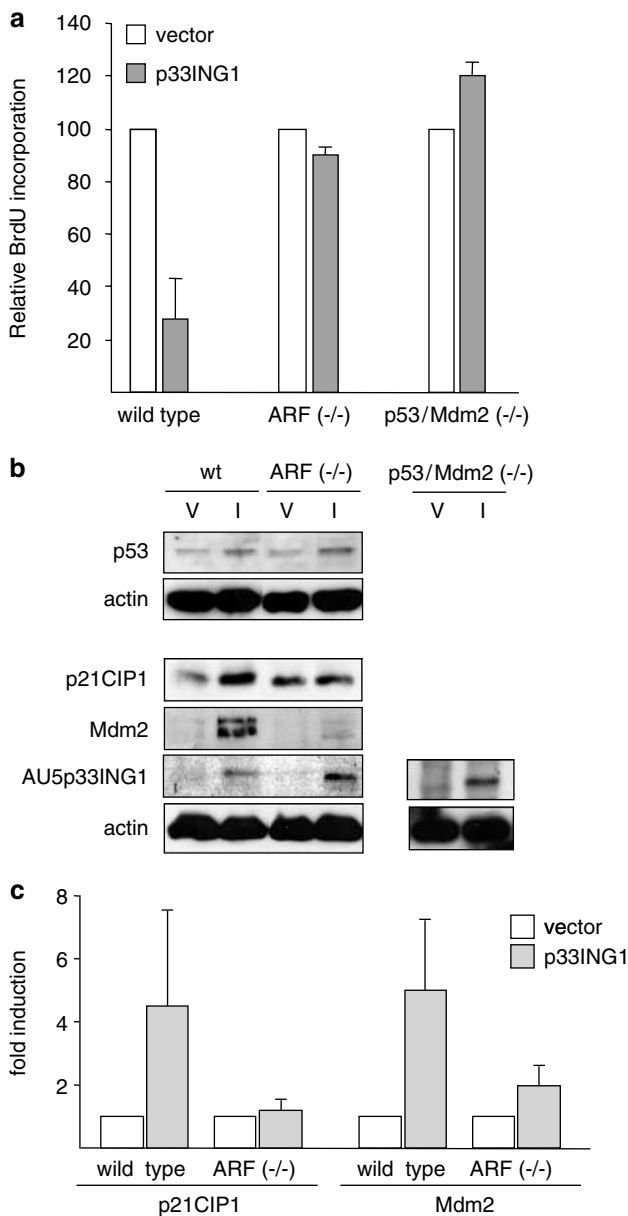 a
140
120
100
80
60
40
20
Relative BrdU incorporation
vector
p33ING1
wild type
ARF (-/-)
p53/Mdm2 (-/-)
b
wt
ARF (-/-)
p53/Mdm2 (-/-)
V I V I V I
p53
actin
p21CIP1
Mdm2
AU5p33ING1
actin
c
8
6
4
2
fold induction
vector
p33ING1
wild type ARF (-/-) wild type ARF (-/-)
p21CIP1 Mdm2